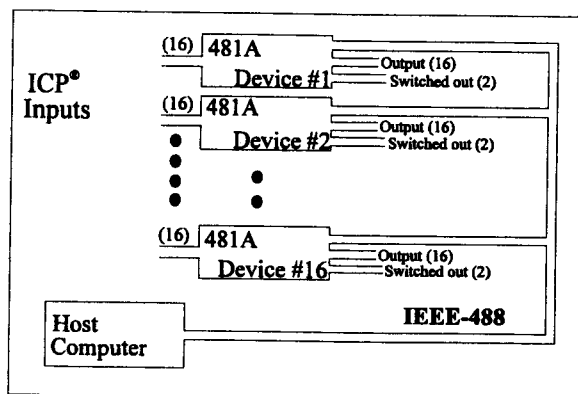 ICP® Inputs
(16)
481A
Device #1
Output (16)
Switched out (2)
(16)
481A
Device #2
Output (16)
Switched out (2)
(16)
481A
Device #16
Output (16)
Switched out (2)
IEEE-488
Host
Computer